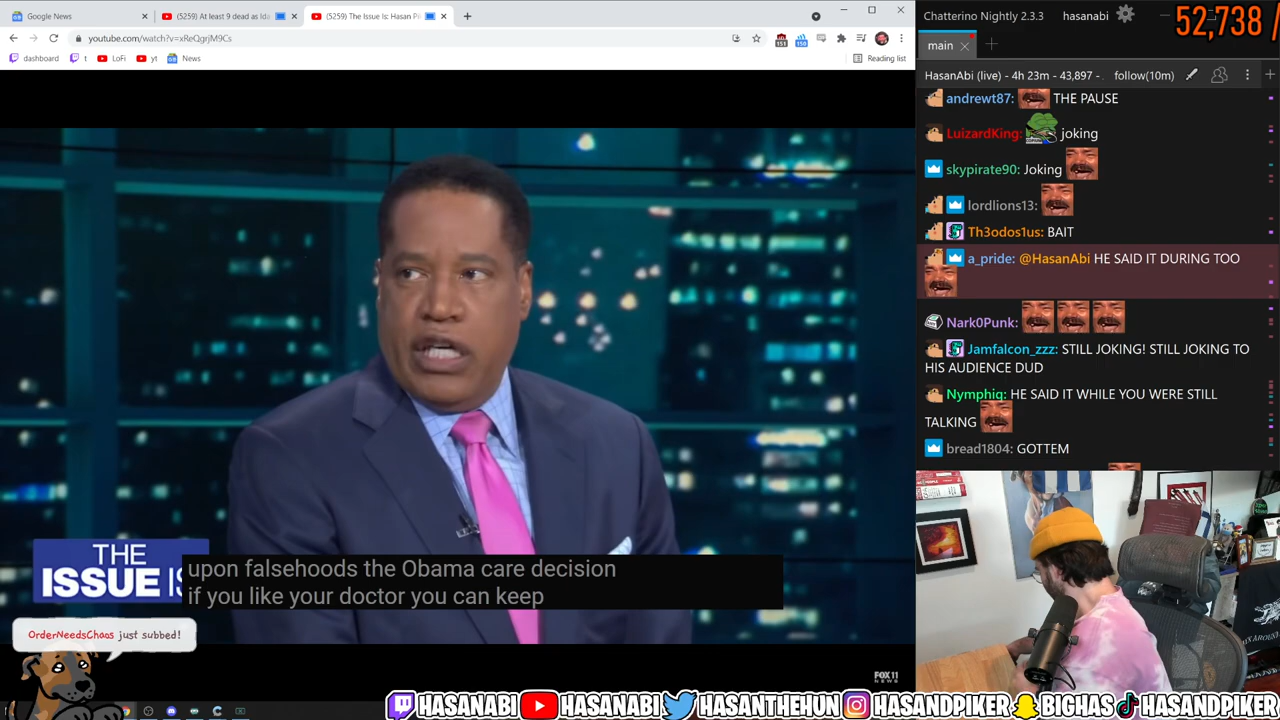 Google News
(5259) At least 9 dead as Ida
(5259) The Issue Is: Hasan Pi
youtube.com/watch?v=xReQgrjM9Cs
dashboard
t
LoFi
yt
News
Reading list
151
158
Chatterino Nightly 2.3.3
hasanabi
52,738 /
main
HasanAbi (live) - 4h 23m - 43,897 -
follow(10m)
andrewt87: THE PAUSE
LuizardKing: joking
skypirate90: Joking
lordlions13:
Th3odos1us: BAIT
a_pride: @HasanAbi HE SAID IT DURING TOO
Nark0Punk:
Jamfalcon_zzz: STILL JOKING! STILL JOKING TO
HIS AUDIENCE DUD
Nymphiq: HE SAID IT WHILE YOU WERE STILL
TALKING
bread1804: GOTTEM
THE
ISSUE IS
upon falsehoods the Obama care decision
if you like your doctor you can keep
OrderNeedsChaos just subbed!
FOX 11
NEWS
HASANABI
HASANABI
HASANTHEHUN
HASANDPIKER
BIGHAS
HASANDPIKER